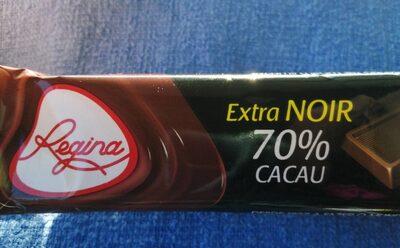 Regina
Extra NOIR
70%
CACAU